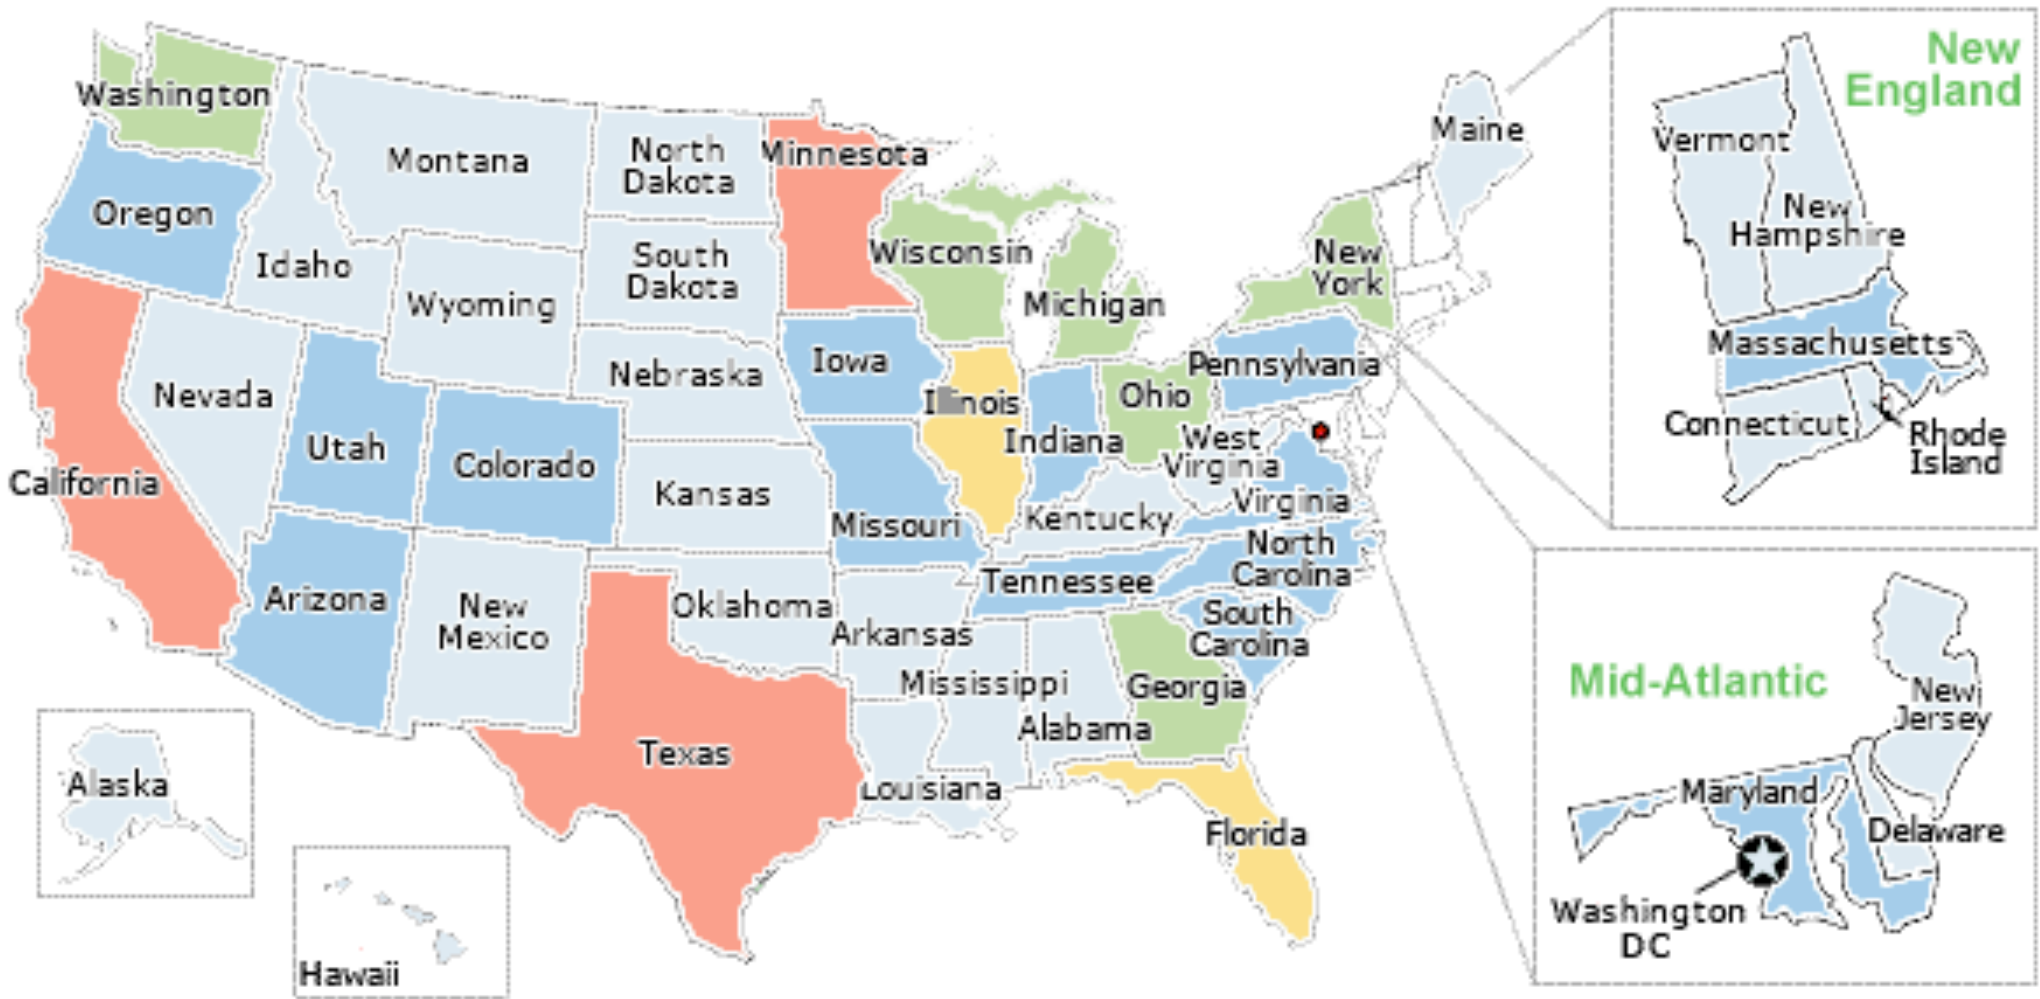 Washington
Montana
North
Dakota
Minnesota
Maine
Oregon
Idaho
Wyoming
South
Dakota
Wisconsin
Michigan
New
York
Nevada
Utah
Colorado
Nebraska
Iowa
Illinois
Indiana
Ohio
Pennsylvania
West
Virginia
Virginia
California
Kansas
Missouri
Kentucky
Arizona
New
Mexico
Oklahoma
Arkansas
Tennessee
North
Carolina
South
Carolina
Mississippi
Alabama
Georgia
Texas
Louisiana
Florida
Alaska
Hawaii
New
England
Vermont
New
Hampshire
Massachusetts
Connecticut
Rhode
Island
Mid-Atlantic
New
Jersey
Maryland
Delaware
Washington
DC